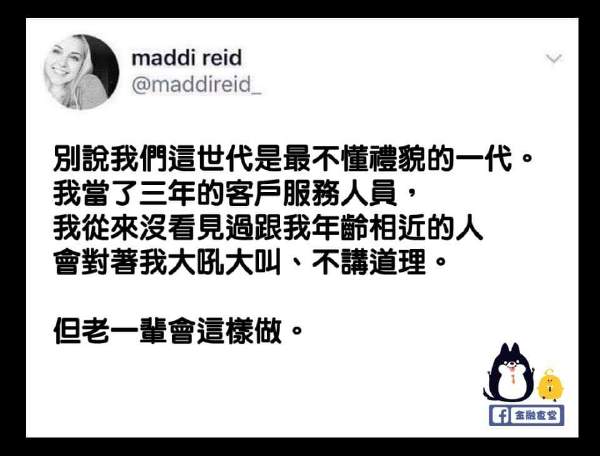 maddi reid
@maddireid_
別說我們這世代是最不懂禮貌的一代。
我當了三年的客戶服務人員，
我從來沒看見過跟我年齡相近的人
會對著我大吼大叫、不講道理。
但老一輩會這樣做。
f 金融食堂